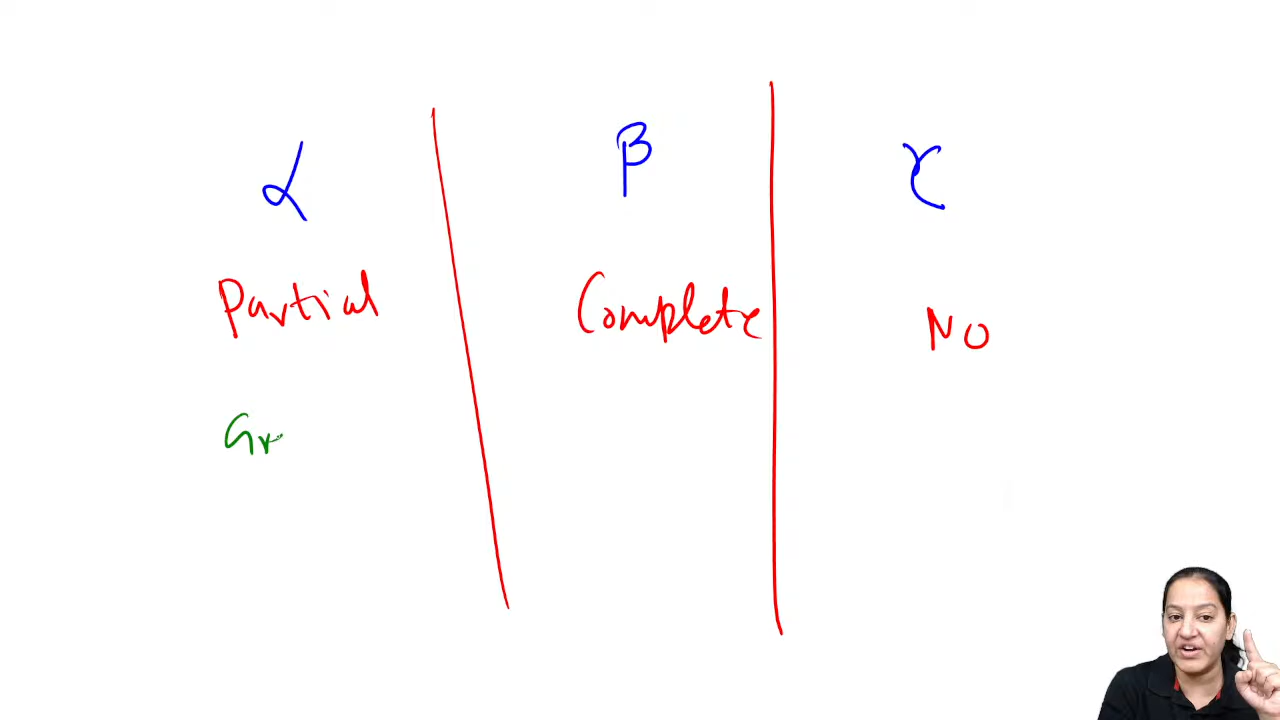 α β γ
Partial Complete No
Gr